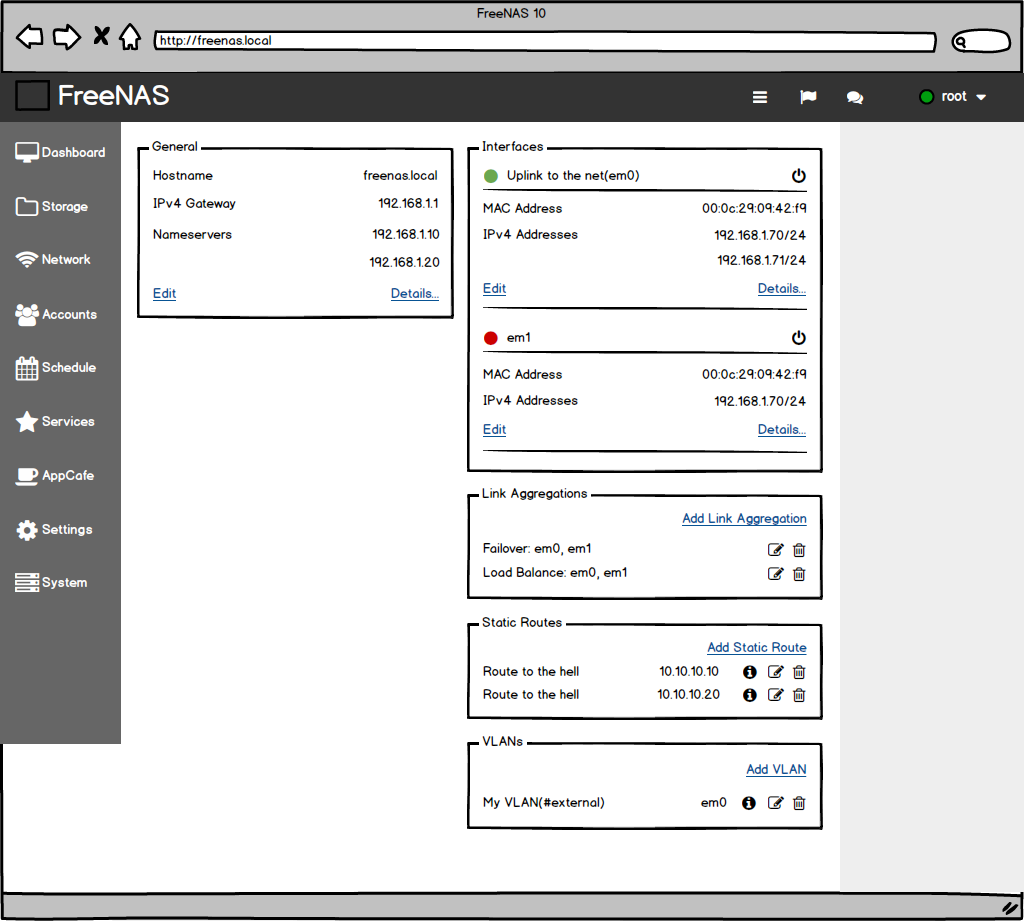 FreeNAS 10
http://freenas.local
FreeNAS
root
Dashboard
Storage
Network
Accounts
Schedule
Services
AppCafe
Settings
System
General
Hostname freenas.local
IPv4 Gateway 192.168.1.1
Nameservers 192.168.1.10
192.168.1.20
Edit Details...
Interfaces
Uplink to the net(em0)
MAC Address 00:0c:29:09:42:f9
IPv4 Addresses 192.168.1.70/24
192.168.1.71/24
Edit Details...
em1
MAC Address 00:0c:29:09:42:f9
IPv4 Addresses 192.168.1.70/24
Edit Details...
Link Aggregations
Add Link Aggregation
Failover: em0, em1
Load Balance: em0, em1
Static Routes
Add Static Route
Route to the hell 10.10.10.10
Route to the hell 10.10.10.20
VLANs
Add VLAN
My VLAN(#external) em0